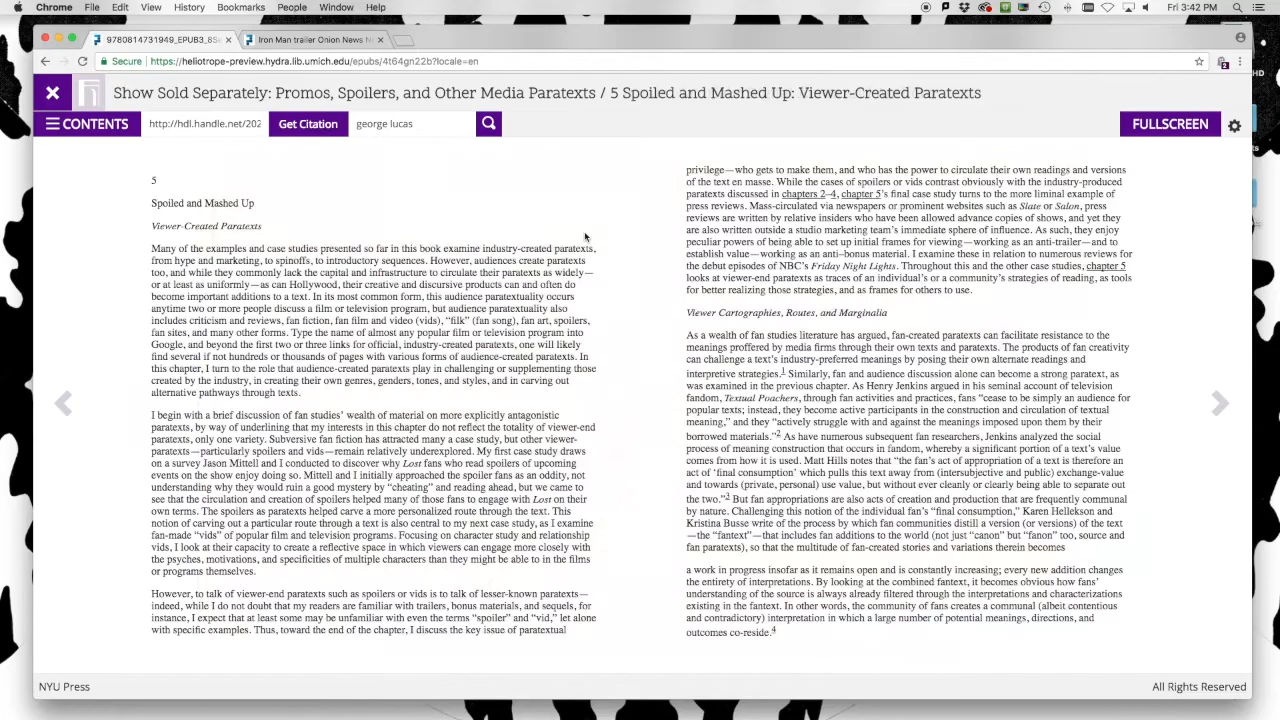 Chrome File Edit View History Bookmarks People Window Help
Fri 3:42 PM
9780814731949_EPUB3_
Iron Man trailer Onion News N
Secure | https://heliotrope-preview.hydra.lib.umich.edu/epubs/4t64gn22b?locale=en
Show Sold Separately: Promos, Spoilers, and Other Media Paratexts / 5 Spoiled and Mashed Up: Viewer-Created Paratexts
CONTENTS
http://hdl.handle.net/202
Get Citation
george lucas
FULLSCREEN
5
Spoiled and Mashed Up
Viewer-Created Paratexts
Many of the examples and case studies presented so far in this book examine industry-created paratexts,
from hype and marketing, to spinoffs, to introductory sequences. However, audiences create paratexts
too, and while they commonly lack the capital and infrastructure to circulate their paratexts as widely—
or at least as uniformly—as can Hollywood, their creative and discursive products can and often do
become important additions to a text. In its most common form, this audience paratextuality occurs
anytime two or more people discuss a film or television program, but audience paratextuality also
includes criticism and reviews, fan fiction, fan film and video (vids), “filk” (fan song), fan art, spoilers,
fan sites, and many other forms. Type the name of almost any popular film or television program into
Google, and beyond the first two or three links for official, industry-created paratexts, one will likely
find several if not hundreds or thousands of pages with various forms of audience-created paratexts. In
this chapter, I turn to the role that audience-created paratexts play in challenging or supplementing those
created by the industry, in creating their own genres, genders, tones, and styles, and in carving out
alternative pathways through texts.
I begin with a brief discussion of fan studies’ wealth of material on more explicitly antagonistic
paratexts, by way of underlining that my interests in this chapter do not reflect the totality of viewer-end
paratexts, only one variety. Subversive fan fiction has attracted many a case study, but other viewer-
paratexts—particularly spoilers and vids—remain relatively underexplored. My first case study draws
on a survey Jason Mittell and I conducted to discover why Lost fans who read spoilers of upcoming
events on the show enjoy doing so. Mittell and I initially approached the spoiler fans as an oddity, not
understanding why they would ruin a good mystery by “cheating” and reading ahead, but we came to
see that the circulation and creation of spoilers helped many of those fans to engage with Lost on their
own terms. The spoilers as paratexts helped carve a more personalized route through the text. This
notion of carving out a particular route through a text is also central to my next case study, as I examine
fan-made “vids” of popular film and television programs. Focusing on character study and relationship
vids, I look at their capacity to create a reflective space in which viewers can engage more closely with
the psyches, motivations, and specificities of multiple characters than they might be able to in the films
or programs themselves.
However, to talk of viewer-end paratexts such as spoilers or vids is to talk of lesser-known paratexts—
indeed, while I do not doubt that my readers are familiar with trailers, bonus materials, and sequels, for
instance, I expect that at least some may be unfamiliar with even the terms “spoiler” and “vid,” let alone
with specific examples. Thus, toward the end of the chapter, I discuss the key issue of paratextual
privilege—who gets to make them, and who has the power to circulate their own readings and versions
of the text en masse. While the cases of spoilers or vids contrast obviously with the industry-produced
paratexts discussed in chapters 2–4, chapter 5’s final case study turns to the more liminal example of
press reviews. Mass-circulated via newspapers or prominent websites such as Slate or Salon, press
reviews are written by relative insiders who have been allowed advance copies of shows, and yet they
are also written outside a studio marketing team’s immediate sphere of influence. As such, they enjoy
peculiar powers of being able to set up initial frames for viewing—working as an anti-trailer—and to
establish value—working as an anti–bonus material. I examine these in relation to numerous reviews for
the debut episodes of NBC’s Friday Night Lights. Throughout this and the other case studies, chapter 5
looks at viewer-end paratexts as traces of an individual’s or a community’s strategies of reading, as tools
for better realizing those strategies, and as frames for others to use.
Viewer Cartographies, Routes, and Marginalia
As a wealth of fan studies literature has argued, fan-created paratexts can facilitate resistance to the
meanings proffered by media firms through their own texts and paratexts. The products of fan creativity
can challenge a text’s industry-preferred meanings by posing their own alternate readings and
interpretive strategies.1 Similarly, fan and audience discussion alone can become a strong paratext, as
was examined in the previous chapter. As Henry Jenkins argued in his seminal account of television
fandom, Textual Poachers, through fan activities and practices, fans “cease to be simply an audience for
popular texts; instead, they become active participants in the construction and circulation of textual
meaning,” and they “actively struggle with and against the meanings imposed upon them by their
borrowed materials.”2 As have numerous subsequent fan researchers, Jenkins analyzed the social
process of meaning construction that occurs in fandom, whereby a significant portion of a text’s value
comes from how it is used. Matt Hills notes that “the fan’s act of appropriation of a text is therefore an
act of ‘final consumption’ which pulls this text away from (intersubjective and public) exchange-value
and towards (private, personal) use value, but without ever cleanly or clearly being able to separate out
the two.”3 But fan appropriations are also acts of creation and production that are frequently communal
by nature. Challenging this notion of the individual fan’s “final consumption,” Karen Hellekson and
Kristina Busse write of the process by which fan communities distill a version (or versions) of the text
—the “fantext”—that includes fan additions to the world (not just “canon” but “fanon too, source and
fan paratexts), so that the multitude of fan-created stories and variations therein becomes
a work in progress insofar as it remains open and is constantly increasing; every new addition changes
the entirety of interpretations. By looking at the combined fantext, it becomes obvious how fans’
understanding of the source is always already filtered through the interpretations and characterizations
existing in the fantext. In other words, the community of fans creates a communal (albeit contentious
and contradictory) interpretation in which a large number of potential meanings, directions, and
outcomes co-reside.4
NYU Press
All Rights Reserved